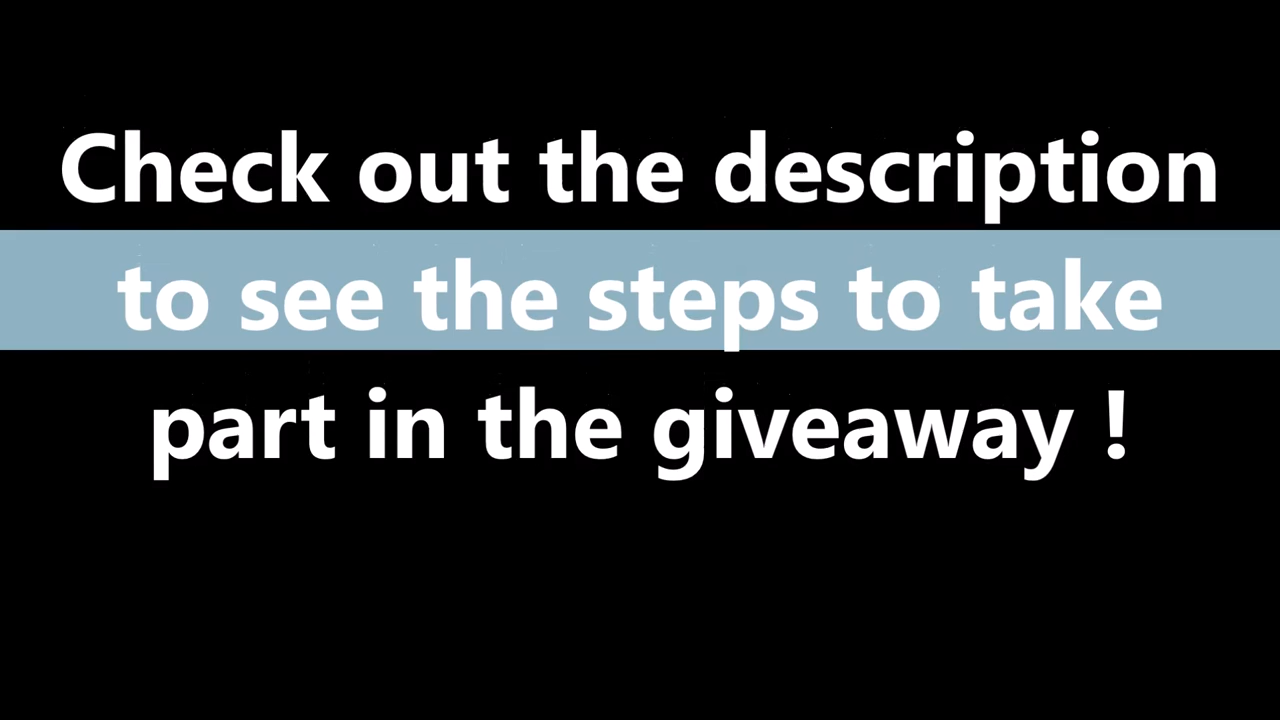 Check out the description
to see the steps to take
part in the giveaway !